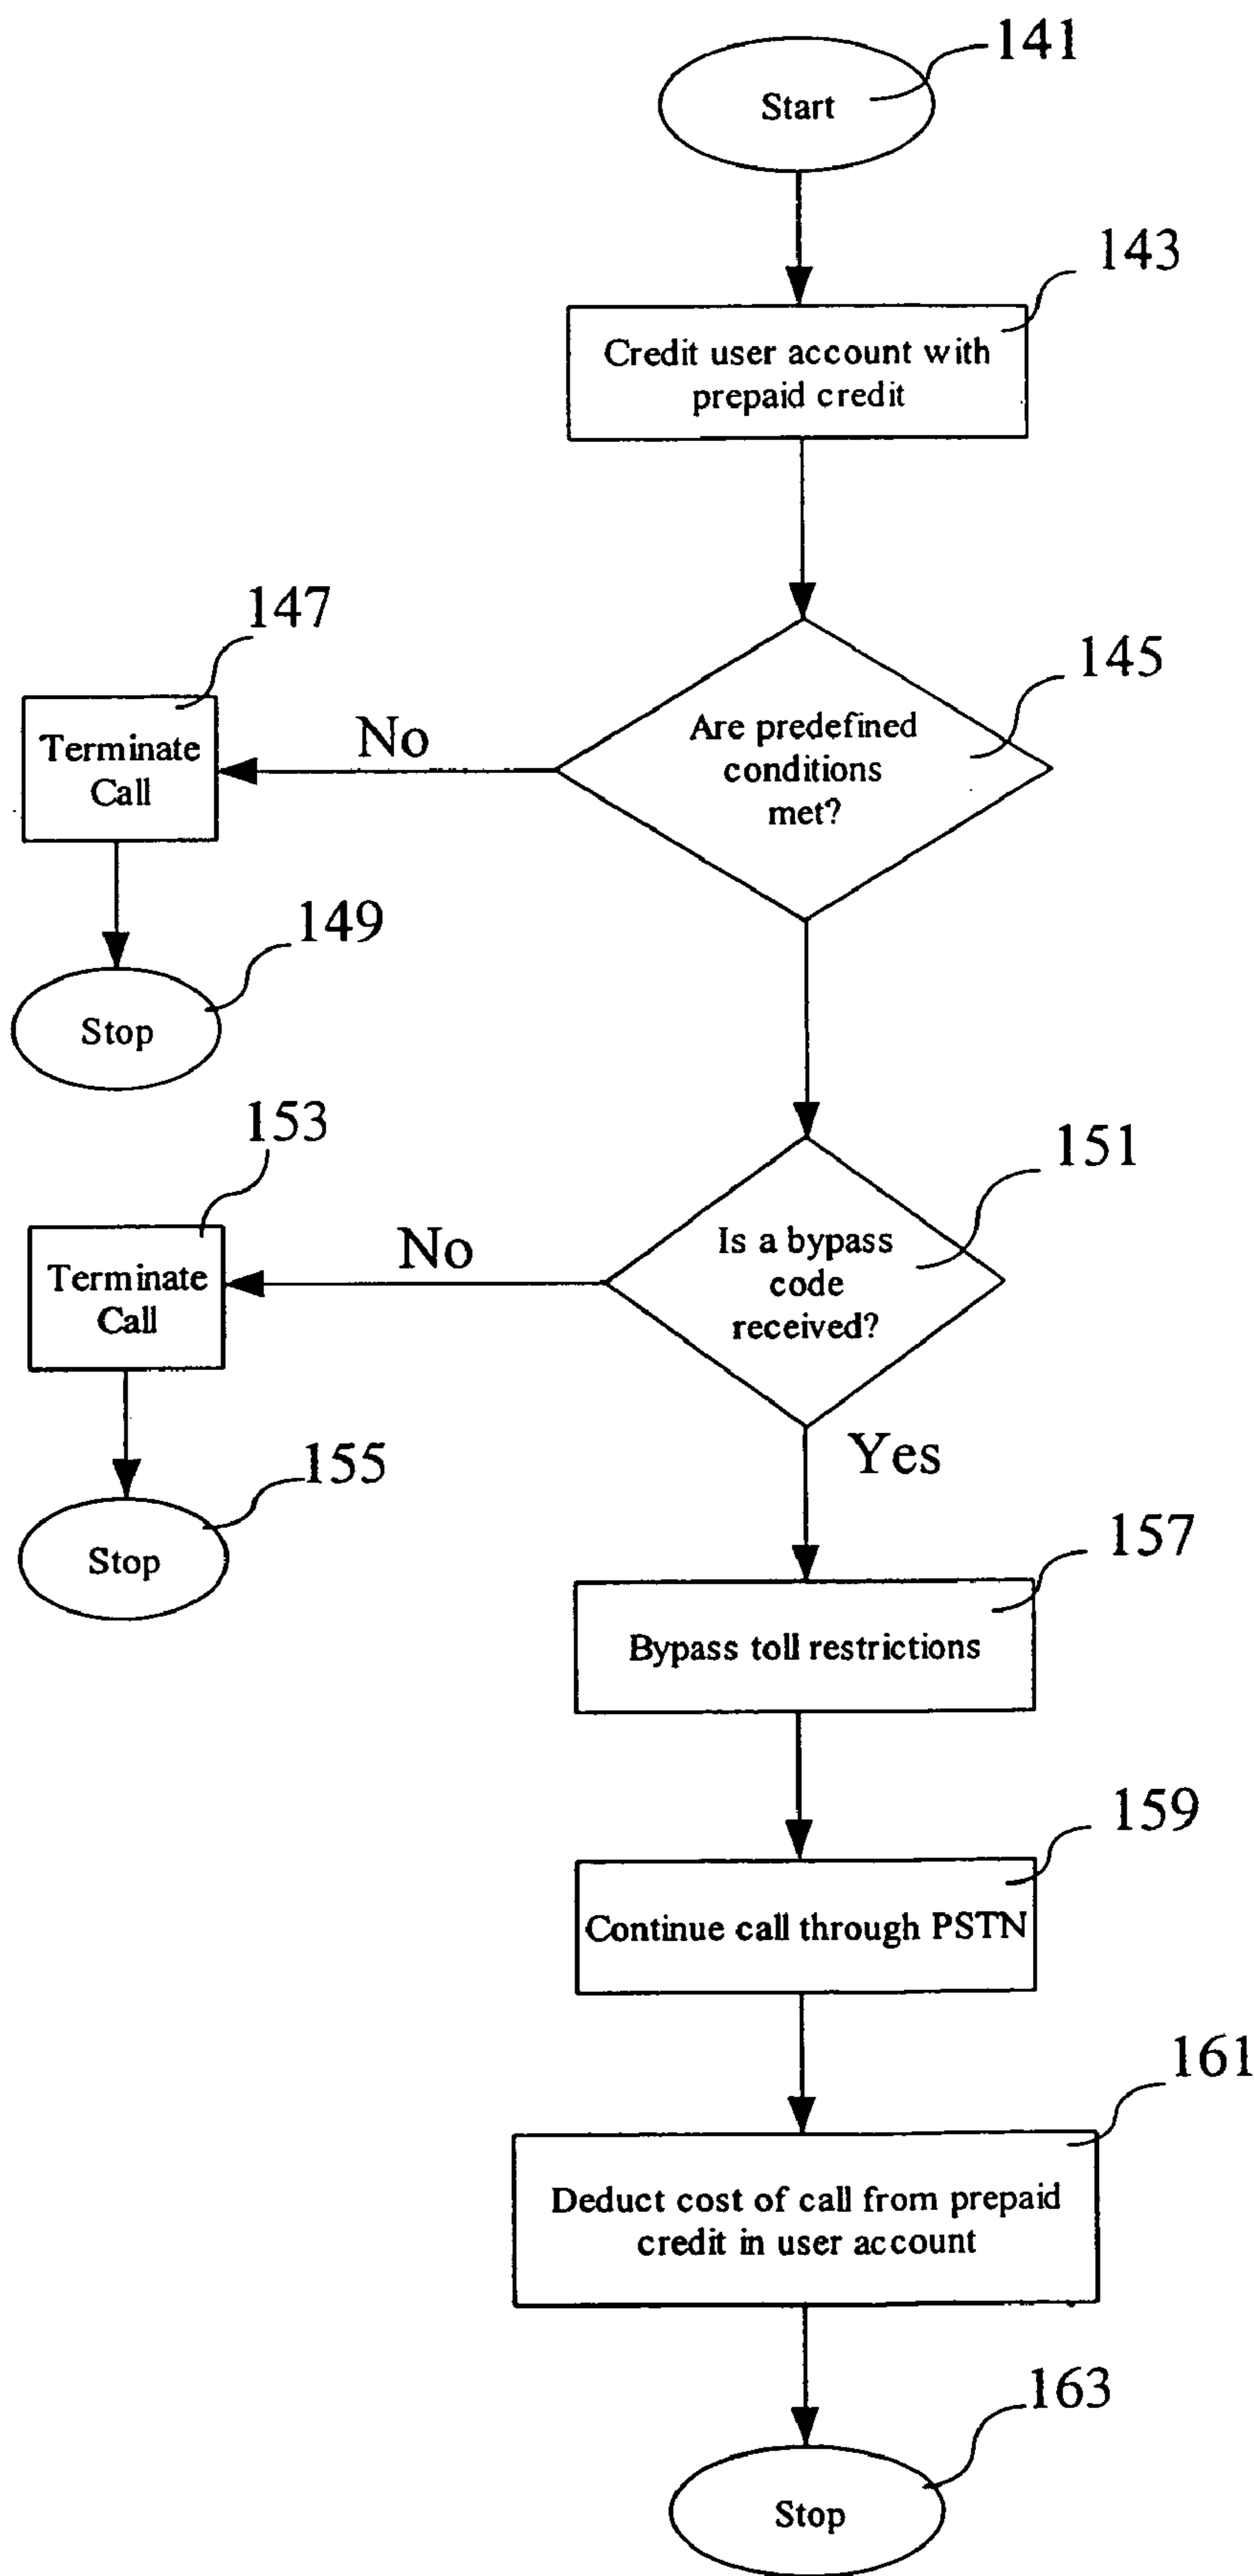 141
Start
143
Credit user account with
prepaid credit
145
Are predefined
conditions
met?
No
147
Terminate
Call
149
Stop
151
Is a bypass
code
received?
No
153
Terminate
Call
155
Stop
Yes
157
Bypass toll restrictions
159
Continue call through PSTN
161
Deduct cost of call from prepaid
credit in user account
163
Stop